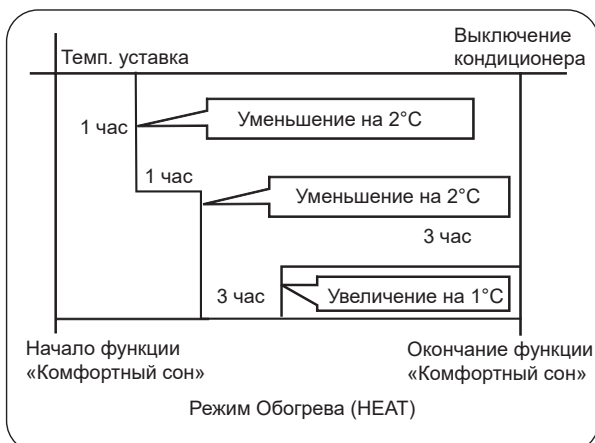 Темп. уставка
Выключение
кондиционера
1 час
Уменьшение на 2°C
1 час
Уменьшение на 2°C
3 час
3 час
Увеличение на 1°C
Начало функции
«Комфортный сон»
Окончание функции
«Комфортный сон»
Режим Обогрева (HEAT)